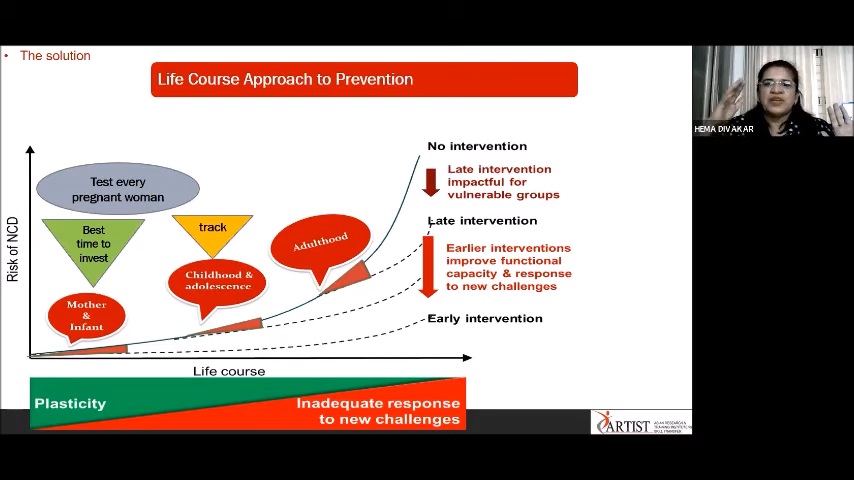 • The solution
Life Course Approach to Prevention
HEMA DIVAKAR
No intervention
Late intervention
impactful for
vulnerable groups
Test every
pregnant woman
Best
time to
invest
track
Adulthood
Late intervention
Earlier interventions
improve functional
capacity & response
to new challenges
Childhood &
adolescence
Mother
&
Infant
Early intervention
Risk of NCD
Life course
Plasticity
Inadequate response
to new challenges
ARTIST
ASIAN RESEARCH &
TRAINING INSTITUTE for
SKILL TRANSFER